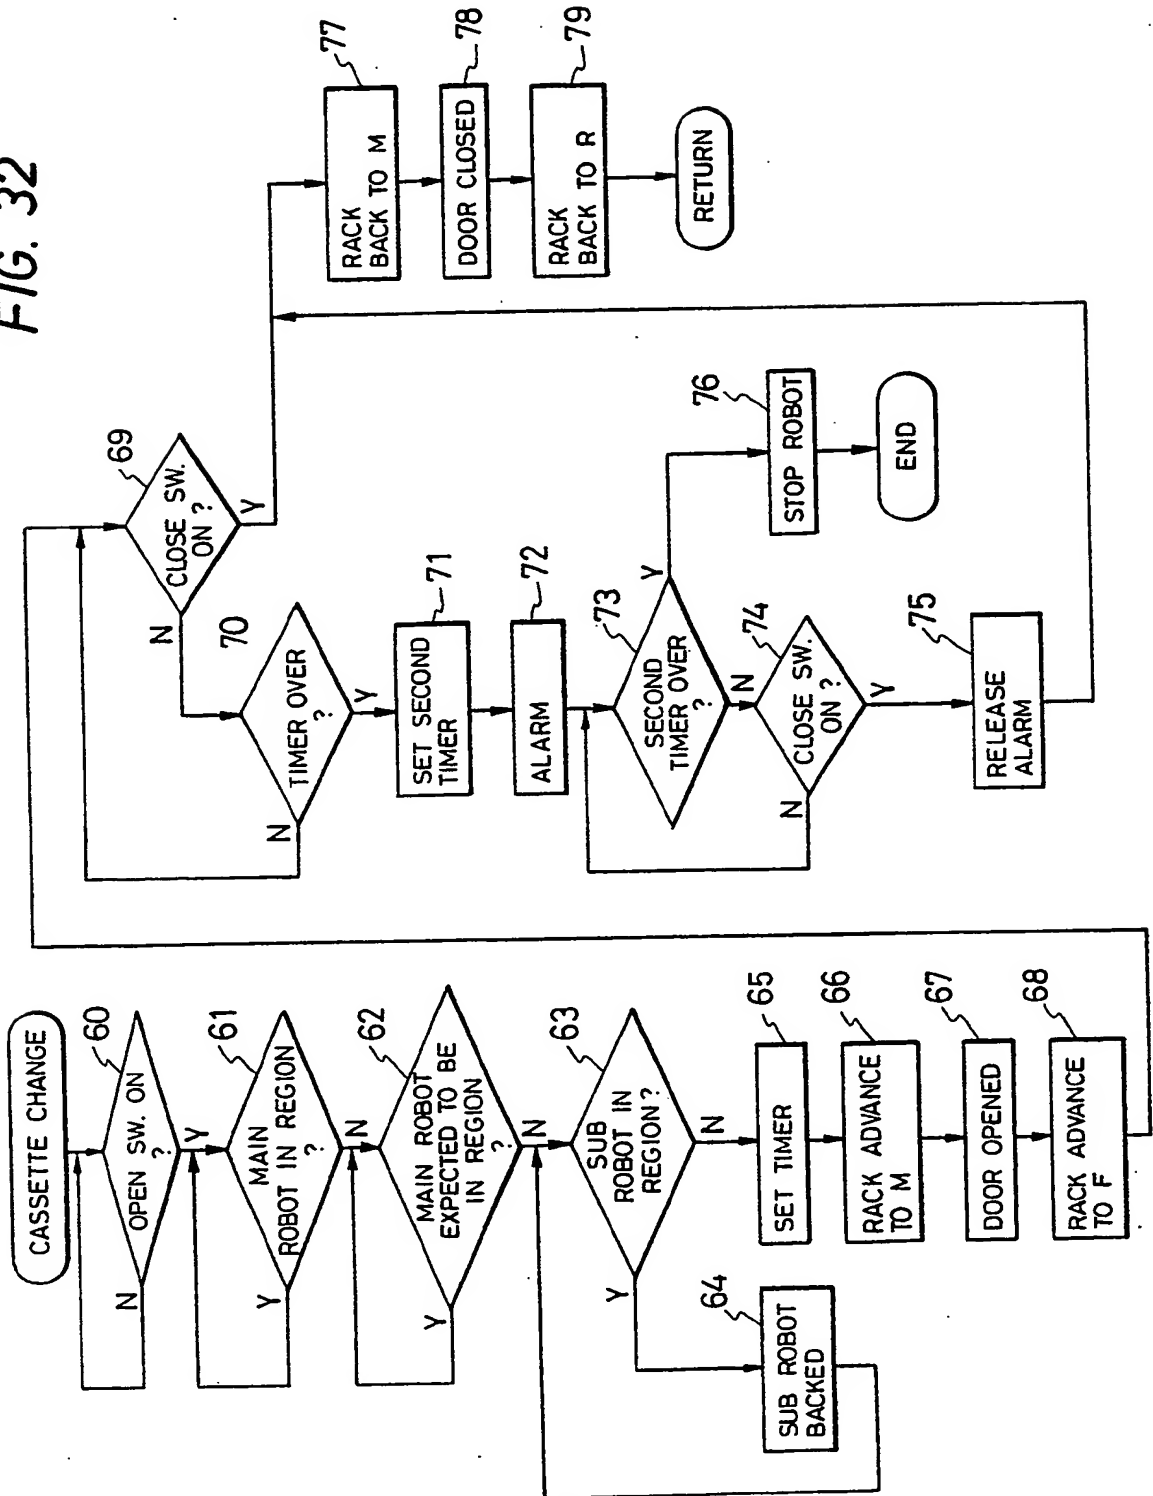 FIG. 32
CASSETTE CHANGE
60
OPEN SW. ON
?
N
Y
61
MAIN
ROBOT IN REGION
?
Y
N
62
MAIN ROBOT
EXPECTED TO BE
IN REGION
?
Y
N
63
SUB
ROBOT IN
REGION?
Y
N
64
SUB ROBOT
BACKED
65
SET TIMER
66
RACK ADVANCE
TO M
67
DOOR OPENED
68
RACK ADVANCE
TO F
69
CLOSE SW.
ON ?
N
Y
70
TIMER OVER
?
N
Y
71
SET SECOND
TIMER
72
ALARM
73
SECOND
TIMER OVER
?
Y
N
74
CLOSE SW.
ON ?
N
Y
75
RELEASE
ALARM
76
STOP ROBOT
END
77
RACK
BACK TO M
78
DOOR CLOSED
79
RACK
BACK TO R
RETURN